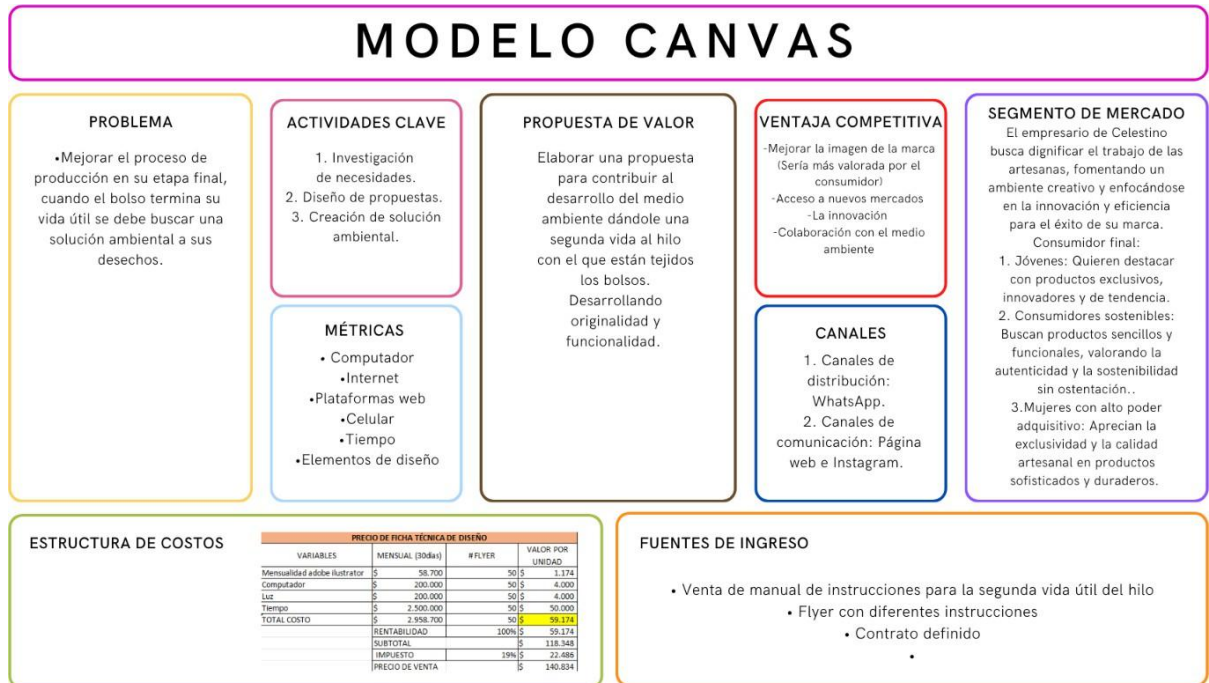 MODELO CANVAS
PROBLEMA
•Mejorar el proceso de
producción en su etapa final,
cuando el bolso termina su
vida útil se debe buscar una
solución ambiental a sus
desechos.
ACTIVIDADES CLAVE
1. Investigación
de necesidades.
2. Diseño de propuestas.
3. Creación de solución
ambiental.
MÉTRICAS
• Computador
•Internet
•Plataformas web
•Celular
•Tiempo
•Elementos de diseño
PROPUESTA DE VALOR
Elaborar una propuesta
para contribuir al
desarrollo del medio
ambiente dándole una
segunda vida al hilo
con el que están tejidos
los bolsos.
Desarrollando
originalidad y
funcionalidad.
VENTAJA COMPETITIVA
-Mejorar la imagen de la marca
(Sería más valorada por el
consumidor)
-Acceso a nuevos mercados
-La innovación
-Colaboración con el medio
ambiente
CANALES
1. Canales de
distribución:
WhatsApp.
2. Canales de
comunicación: Página
web e Instagram.
SEGMENTO DE MERCADO
El empresario de Celestino
busca dignificar el trabajo de las
artesanas, fomentando un
ambiente creativo y enfocándose
en la innovación y eficiencia
para el éxito de su marca.
Consumidor final:
1. Jóvenes: Quieren destacar
con productos exclusivos,
innovadores y de tendencia.
2. Consumidores sostenibles:
Buscan productos sencillos y
funcionales, valorando la
autenticidad y la sostenibilidad
sin ostentación..
3.Mujeres con alto poder
adquisitivo: Aprecian la
exclusividad y la calidad
artesanal en productos
sofisticados y duraderos.
ESTRUCTURA DE COSTOS
PRECIO DE FICHA TÉCNICA DE DISEÑO
VARIABLES MENSUAL (30dias) #FLYER VALOR POR UNIDAD
Mensualidad adobe ilustrator $ 58.700 50 $ 1.174
Computador $ 200.000 50 $ 4.000
Luz $ 200.000 50 $ 4.000
Tiempo $ 2.500.000 50 $ 50.000
TOTAL COSTO $ 2.958.700 50 $ 59.174
RENTABILIDAD 100% $ 59.174
SUBTOTAL $ 118.348
IMPUESTO 19% $ 22.486
PRECIO DE VENTA $ 140.834
FUENTES DE INGRESO
• Venta de manual de instrucciones para la segunda vida útil del hilo
• Flyer con diferentes instrucciones
• Contrato definido
•